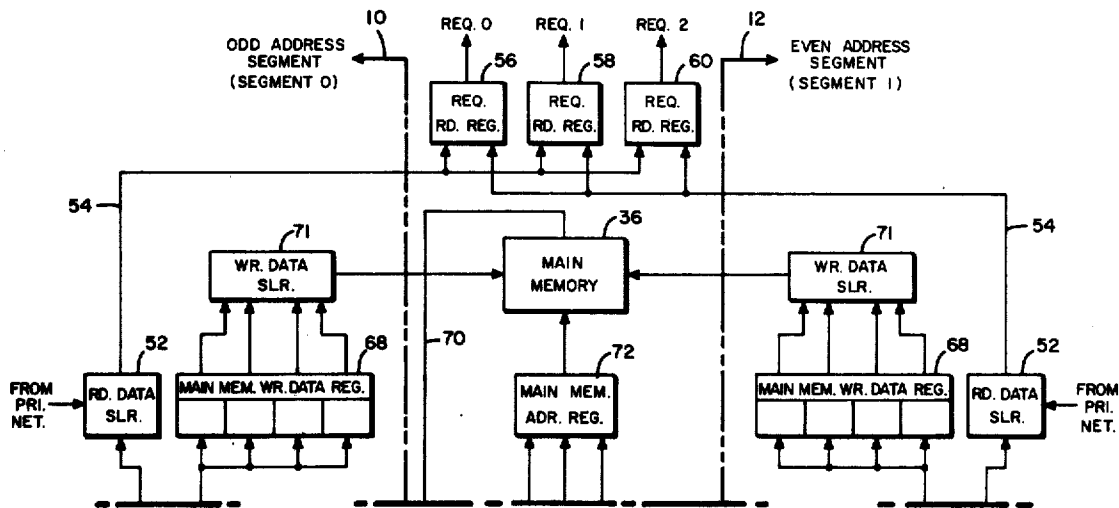 10
REQ. 0
REQ. 1
REQ. 2
12
ODD ADDRESS
SEGMENT
(SEGMENT 0)
56
58
60
EVEN ADDRESS
SEGMENT
(SEGMENT 1)
REQ.
RD. REG.
REQ.
RD. REG.
REQ.
RD. REG.
54
71
WR. DATA
SLR.
36
MAIN
MEMORY
71
WR. DATA
SLR.
54
70
52
FROM
PRI.
NET.
RD. DATA
SLR.
68
MAIN MEM. WR. DATA REG.
72
MAIN MEM.
ADR. REG.
68
MAIN MEM. WR. DATA REG.
52
RD. DATA
SLR.
FROM
PRI.
NET.